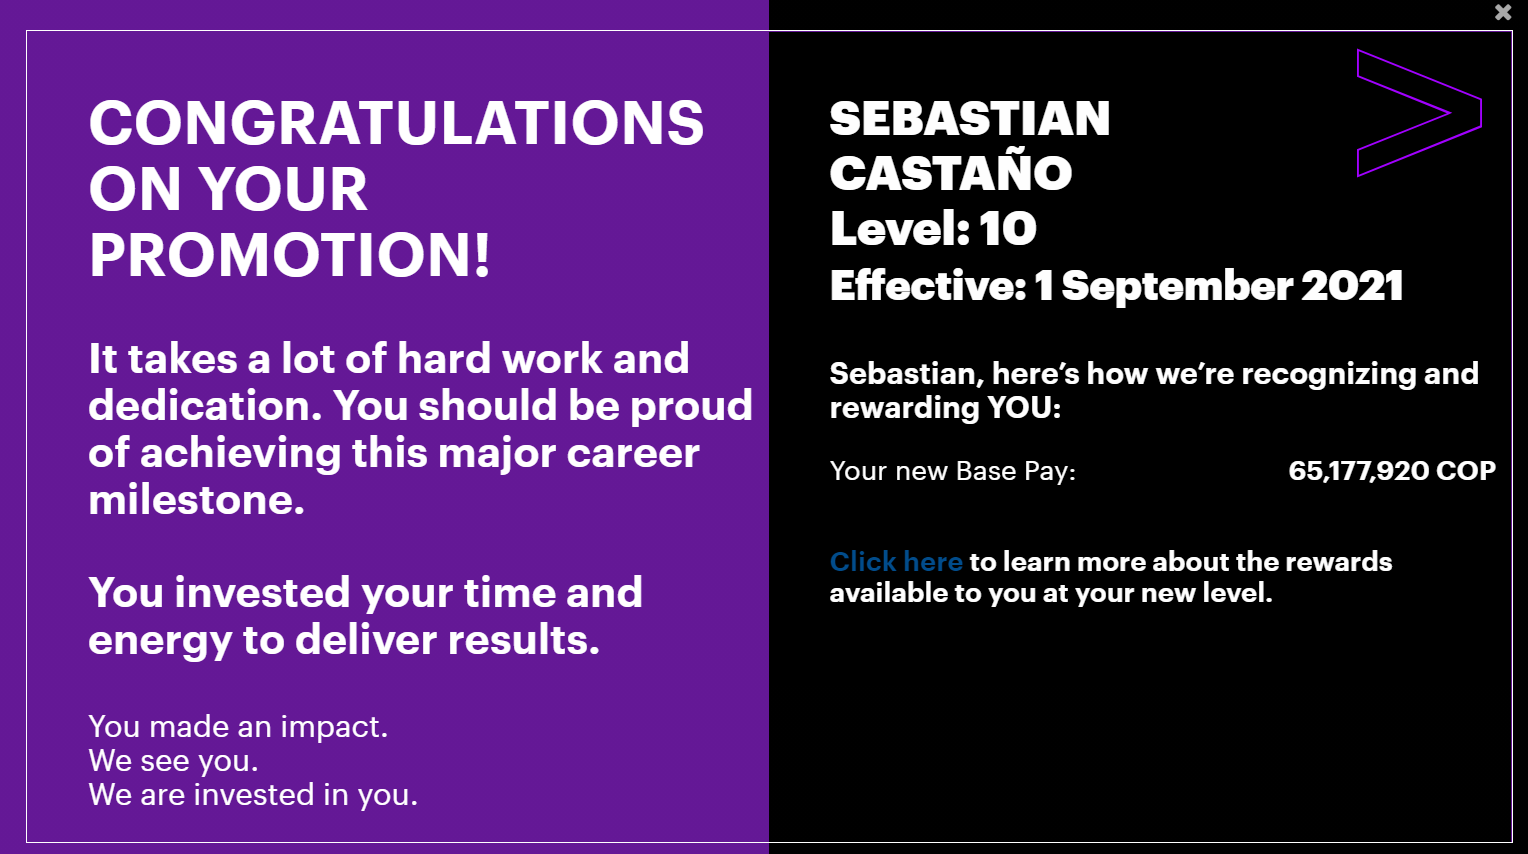 CONGRATULATIONS
ON YOUR
PROMOTION!
It takes a lot of hard work and
dedication. You should be proud
of achieving this major career
milestone.
You invested your time and
energy to deliver results.
You made an impact.
We see you.
We are invested in you.
SEBASTIAN
CASTAÑO
Level: 10
Effective: 1 September 2021
Sebastian, here’s how we’re recognizing and
rewarding YOU:
Your new Base Pay: 65,177,920 COP
Click here to learn more about the rewards
available to you at your new level.